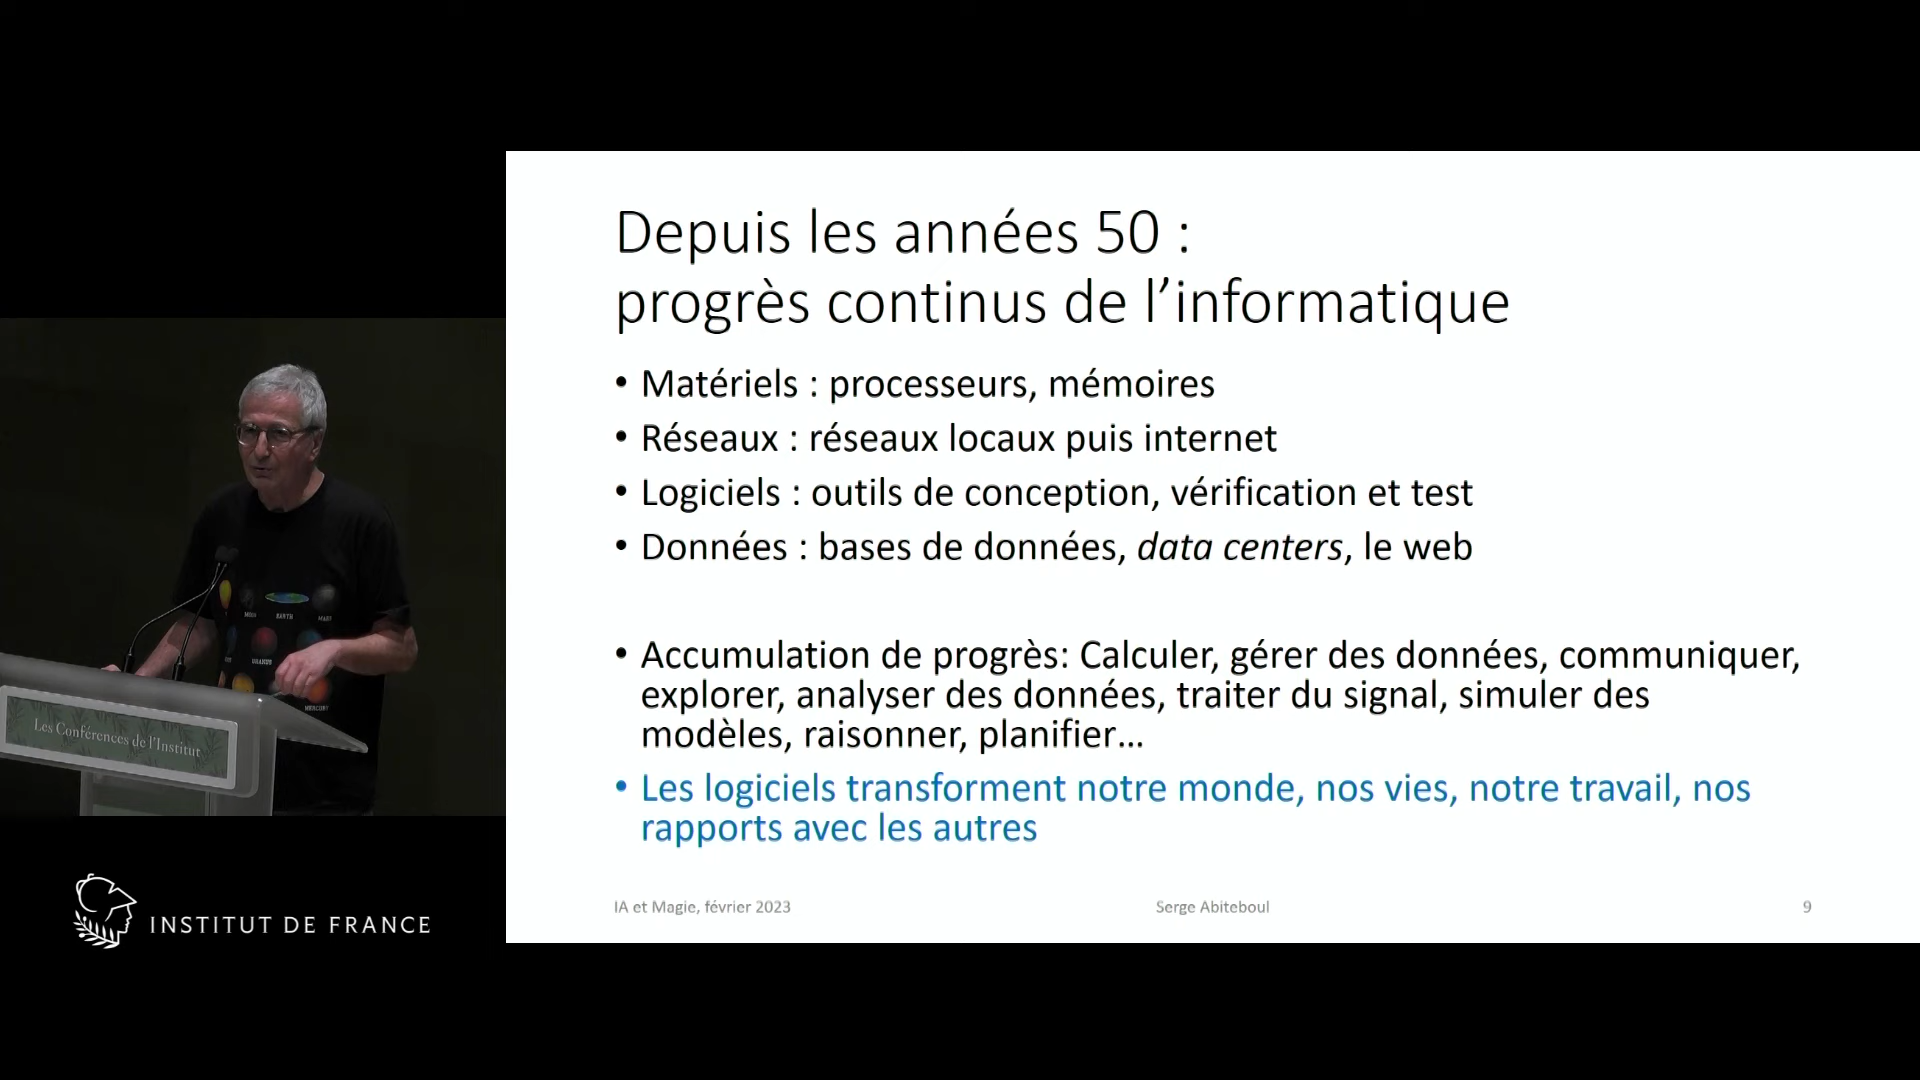 Depuis les années 50 :
progrès continus de l’informatique
• Matériels : processeurs, mémoires
• Réseaux : réseaux locaux puis internet
• Logiciels : outils de conception, vérification et test
• Données : bases de données, data centers, le web
• Accumulation de progrès: Calculer, gérer des données, communiquer,
explorer, analyser des données, traiter du signal, simuler des
modèles, raisonner, planifier…
• Les logiciels transforment notre monde, nos vies, notre travail, nos
rapports avec les autres
IA et Magie, février 2023
Serge Abiteboul
9
EARTH
URANUS
MERCURY
Les Conférences de l'Institut
INSTITUT DE FRANCE